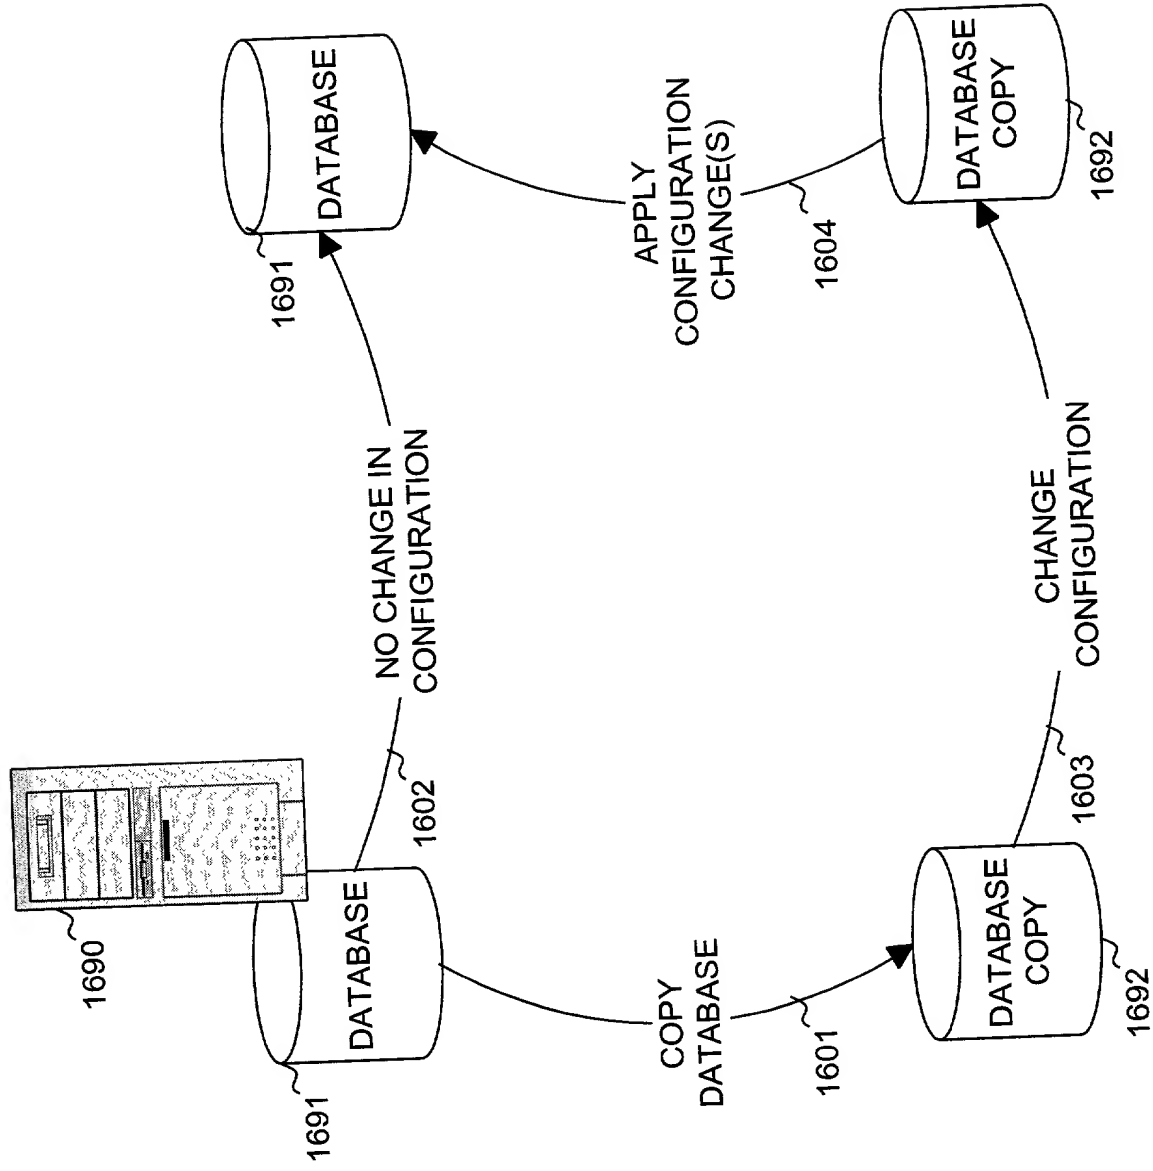 1690
1691
DATABASE
1602
NO CHANGE IN
CONFIGURATION
1691
DATABASE
COPY
DATABASE
1601
APPLY
CONFIGURATION
CHANGE(S)
1604
DATABASE
COPY
1692
1603
CHANGE
CONFIGURATION
DATABASE
COPY
1692